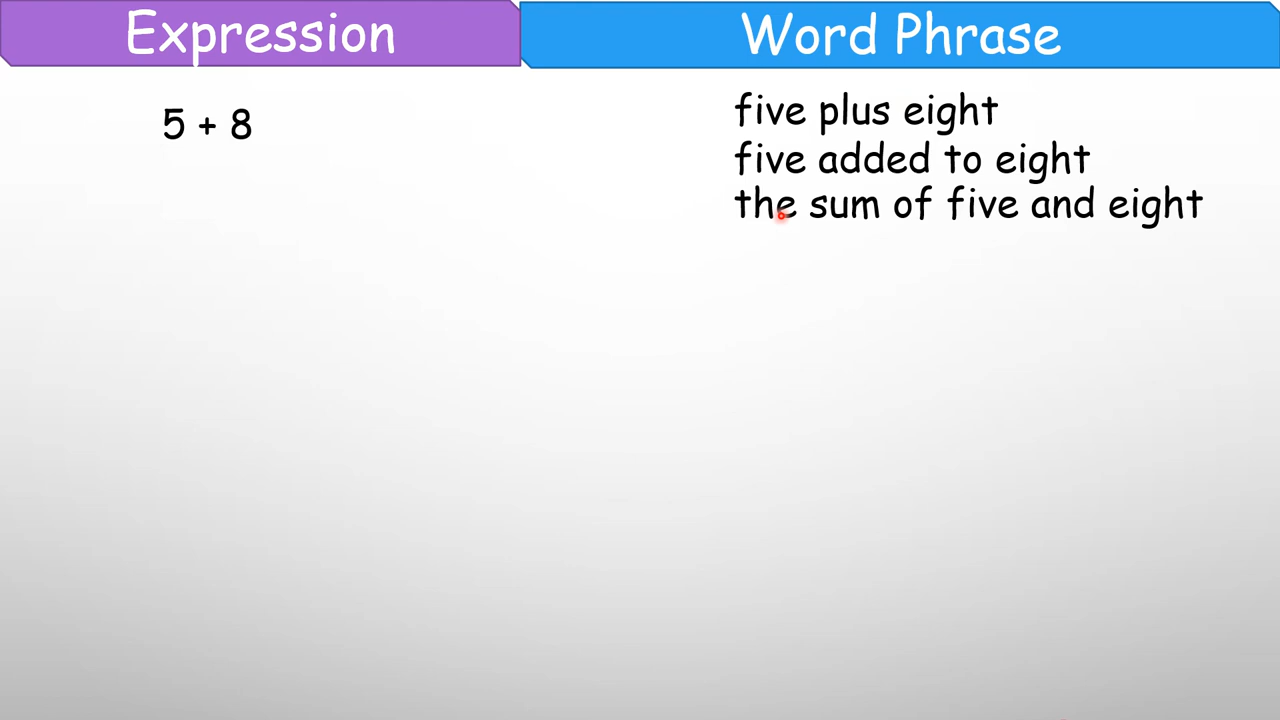 Expression
Word Phrase
5 + 8
five plus eight
five added to eight
the sum of five and eight